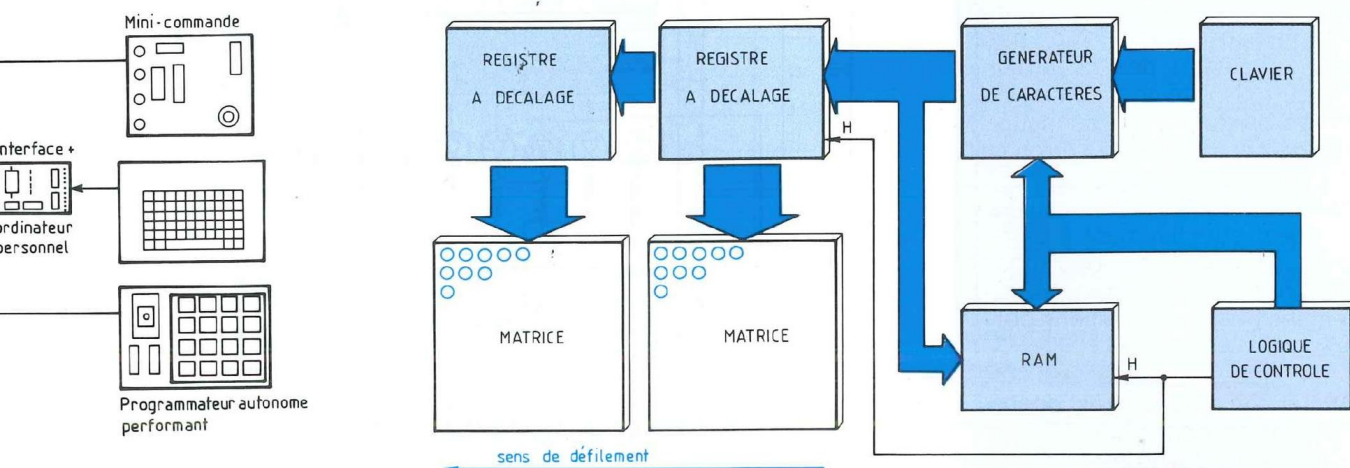 Mini-commande
nterface +
ordinateur
personnel
Programmateur autonome
performant
REGISTRE
A DECALAGE
REGISTRE
A DECALAGE
GENERATEUR
DE CARACTERES
CLAVIER
H
MATRICE
MATRICE
RAM
H
LOGIQUE
DE CONTROLE
sens de défilement